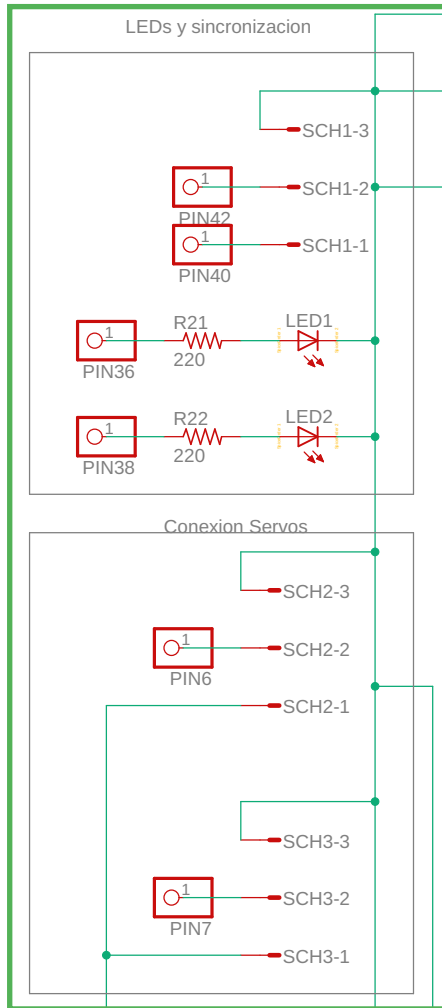 LEDs y sincronizacion
SCH1-3
1
SCH1-2
PIN42
1
SCH1-1
PIN40
R21
LED1
1
220
PIN36
R22
LED2
1
220
PIN38
Conexion Servos
SCH2-3
1
SCH2-2
PIN6
SCH2-1
SCH3-3
1
SCH3-2
PIN7
SCH3-1